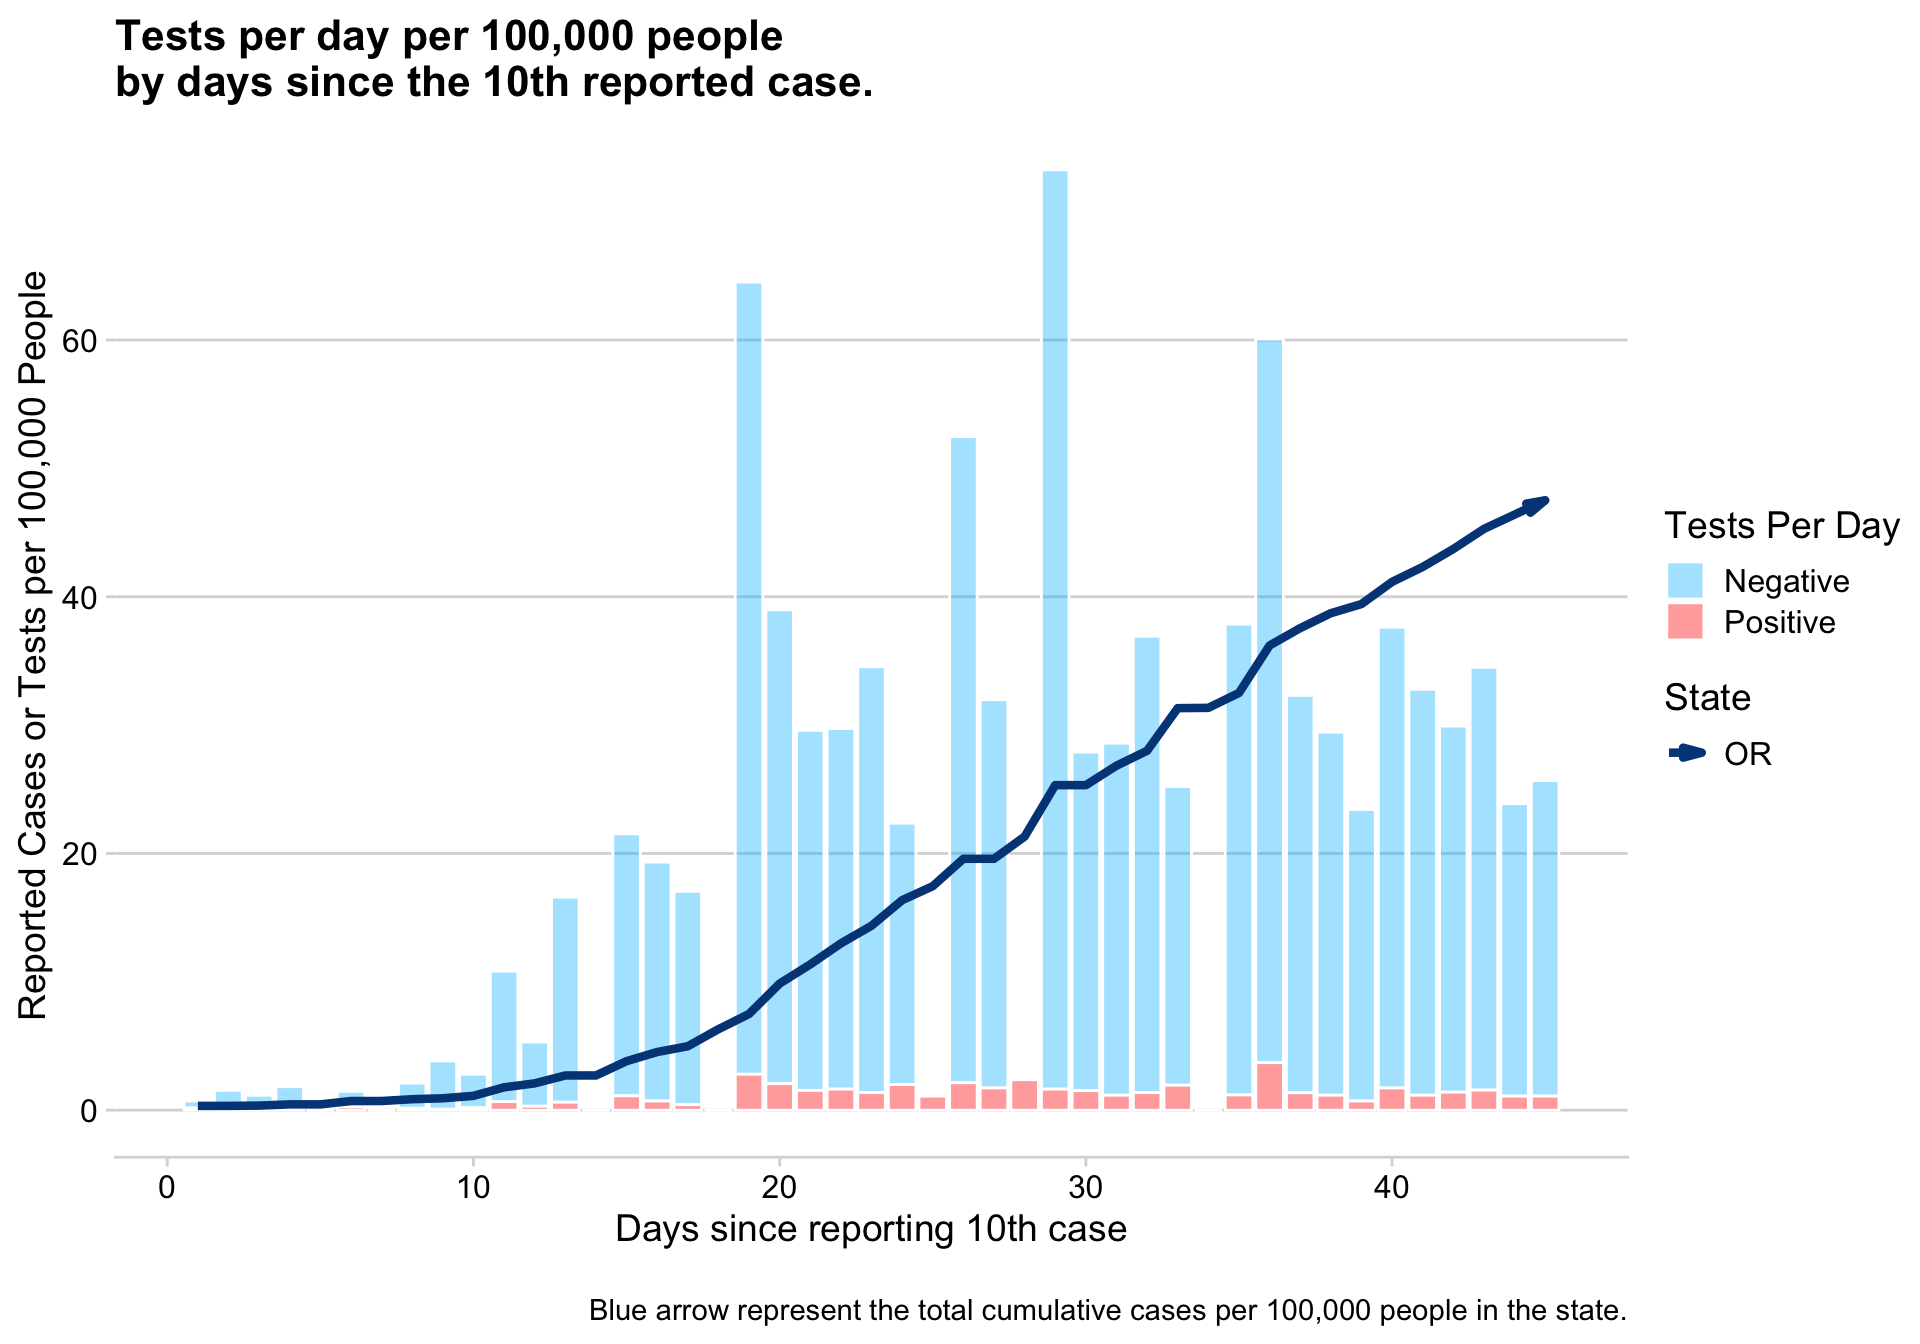 Tests per day per 100,000 people
by days since the 10th reported case.
Reported Cases or Tests per 100,000 People
60
40
20
0
0 10 20 30 40
Days since reporting 10th case
Tests Per Day
Negative
Positive
State
OR
Blue arrow represent the total cumulative cases per 100,000 people in the state.